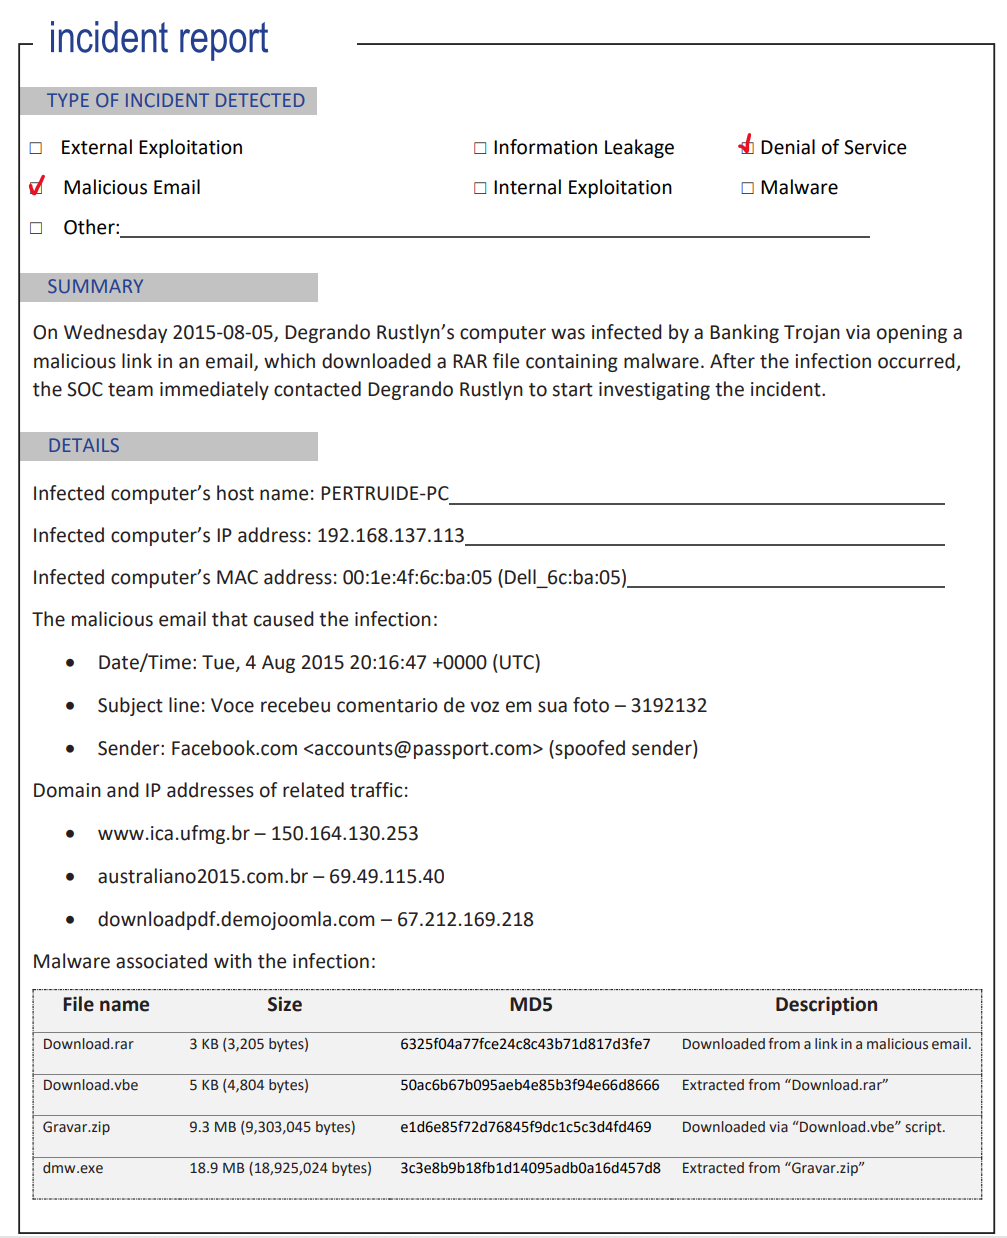 incident report
TYPE OF INCIDENT DETECTED
☐ External Exploitation ☐ Information Leakage ☑ Denial of Service
☑ Malicious Email ☐ Internal Exploitation ☐ Malware
☐ Other:
SUMMARY
On Wednesday 2015-08-05, Degrando Rustlyn’s computer was infected by a Banking Trojan via opening a
malicious link in an email, which downloaded a RAR file containing malware. After the infection occurred,
the SOC team immediately contacted Degrando Rustlyn to start investigating the incident.
DETAILS
Infected computer’s host name: PERTRUIDE-PC
Infected computer’s IP address: 192.168.137.113
Infected computer’s MAC address: 00:1e:4f:6c:ba:05 (Dell_6c:ba:05)
The malicious email that caused the infection:
• Date/Time: Tue, 4 Aug 2015 20:16:47 +0000 (UTC)
• Subject line: Voce recebeu comentario de voz em sua foto – 3192132
• Sender: Facebook.com <accounts@passport.com> (spoofed sender)
Domain and IP addresses of related traffic:
• www.ica.ufmg.br – 150.164.130.253
• australiano2015.com.br – 69.49.115.40
• downloadpdf.demojoomla.com – 67.212.169.218
Malware associated with the infection:
File name Size MD5 Description
Download.rar 3 KB (3,205 bytes) 6325f04a77fce24c8c43b71d817d3fe7 Downloaded from a link in a malicious email.
Download.vbe 5 KB (4,804 bytes) 50ac6b67b095aeb4e85b3f94e66d8666 Extracted from “Download.rar”
Gravar.zip 9.3 MB (9,303,045 bytes) e1d6e85f72d76845f9dc1c5c3d4fd469 Downloaded via “Download.vbe” script.
dmw.exe 18.9 MB (18,925,024 bytes) 3c3e8b9b18fb1d14095adb0a16d457d8 Extracted from “Gravar.zip”